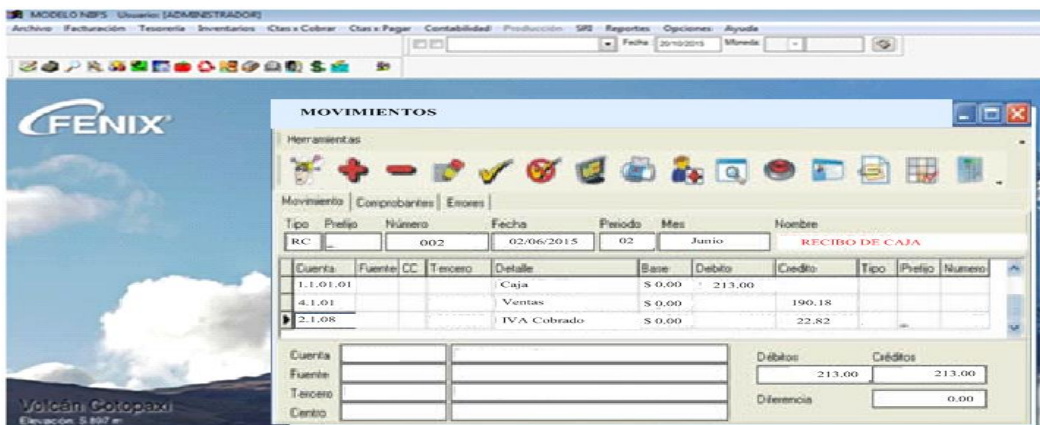 MODELO NIIFS Usuario: [ADMINISTRADOR]
Archivo Facturación Tesorería Inventarios Ctas x Cobrar Ctas x Pagar Contabilidad Producción SRI Reportes Opciones Ayuda
Fecha 20/10/2015 Moneda
FENIX
MOVIMIENTOS
Herramientas
Movimiento Comprobantes Errores
Tipo Prefijo Número Fecha Periodo Mes Nombre
RC 002 02/06/2015 02 Junio RECIBO DE CAJA
Cuenta Fuente CC Tercero Detalle Base Debito Credito Tipo Prefijo Numero
1.1.01.01 Caja $ 0.00 213.00
4.1.01 Ventas $ 0.00 190.18
2.1.08 IVA Cobrado $ 0.00 22.82
Cuenta Débitos Créditos
Fuente 213.00 213.00
Tercero Diferencia 0.00
Centro
Volcán Cotopaxi
Elevación: 5.897 m